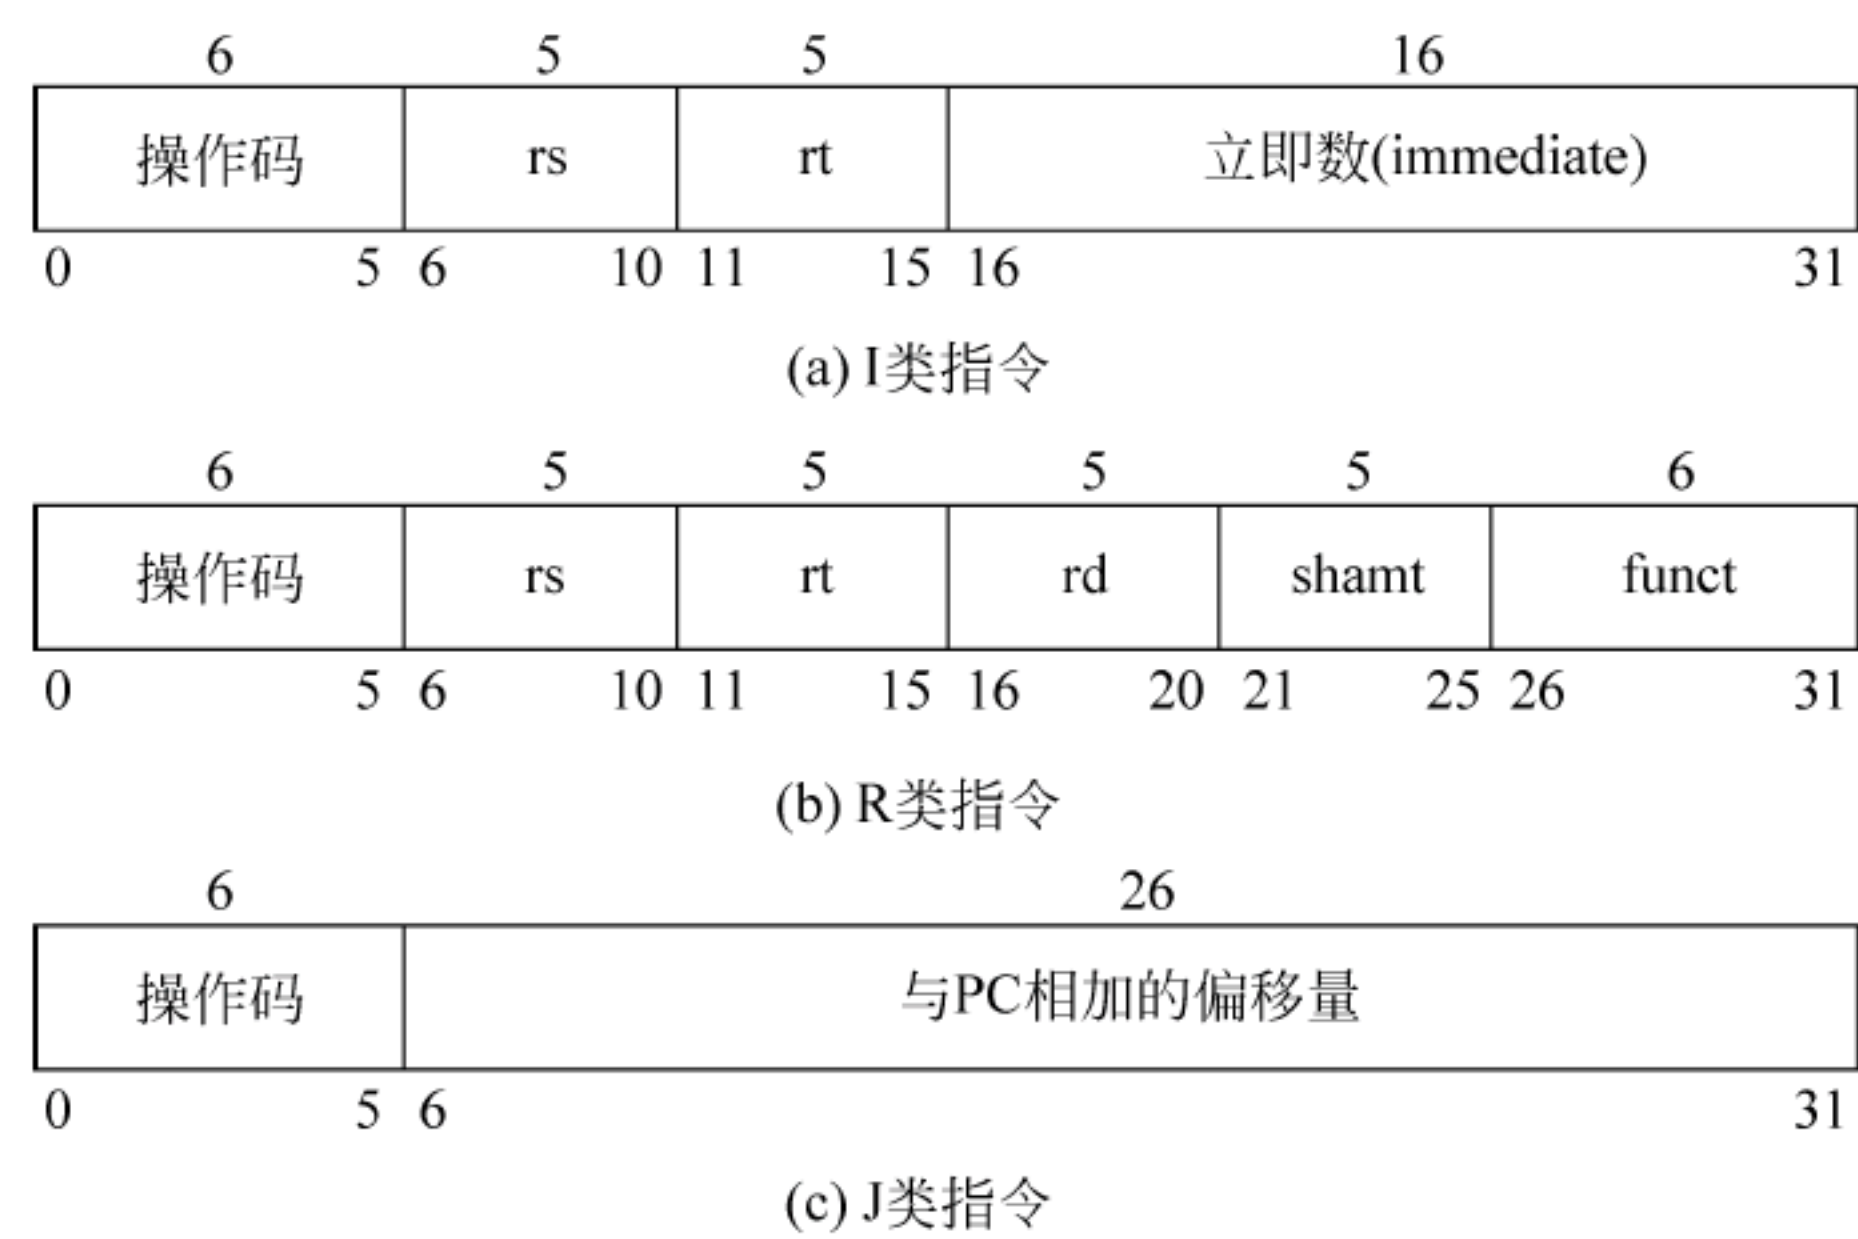 6 5 5 16
操作码 rs rt 立即数(immediate)
0 5 6 10 11 15 16 31
(a) I类指令
6 5 5 5 5 6
操作码 rs rt rd shamt funct
0 5 6 10 11 15 16 20 21 25 26 31
(b) R类指令
6 26
操作码 与PC相加的偏移量
0 5 6 31
(c) J类指令